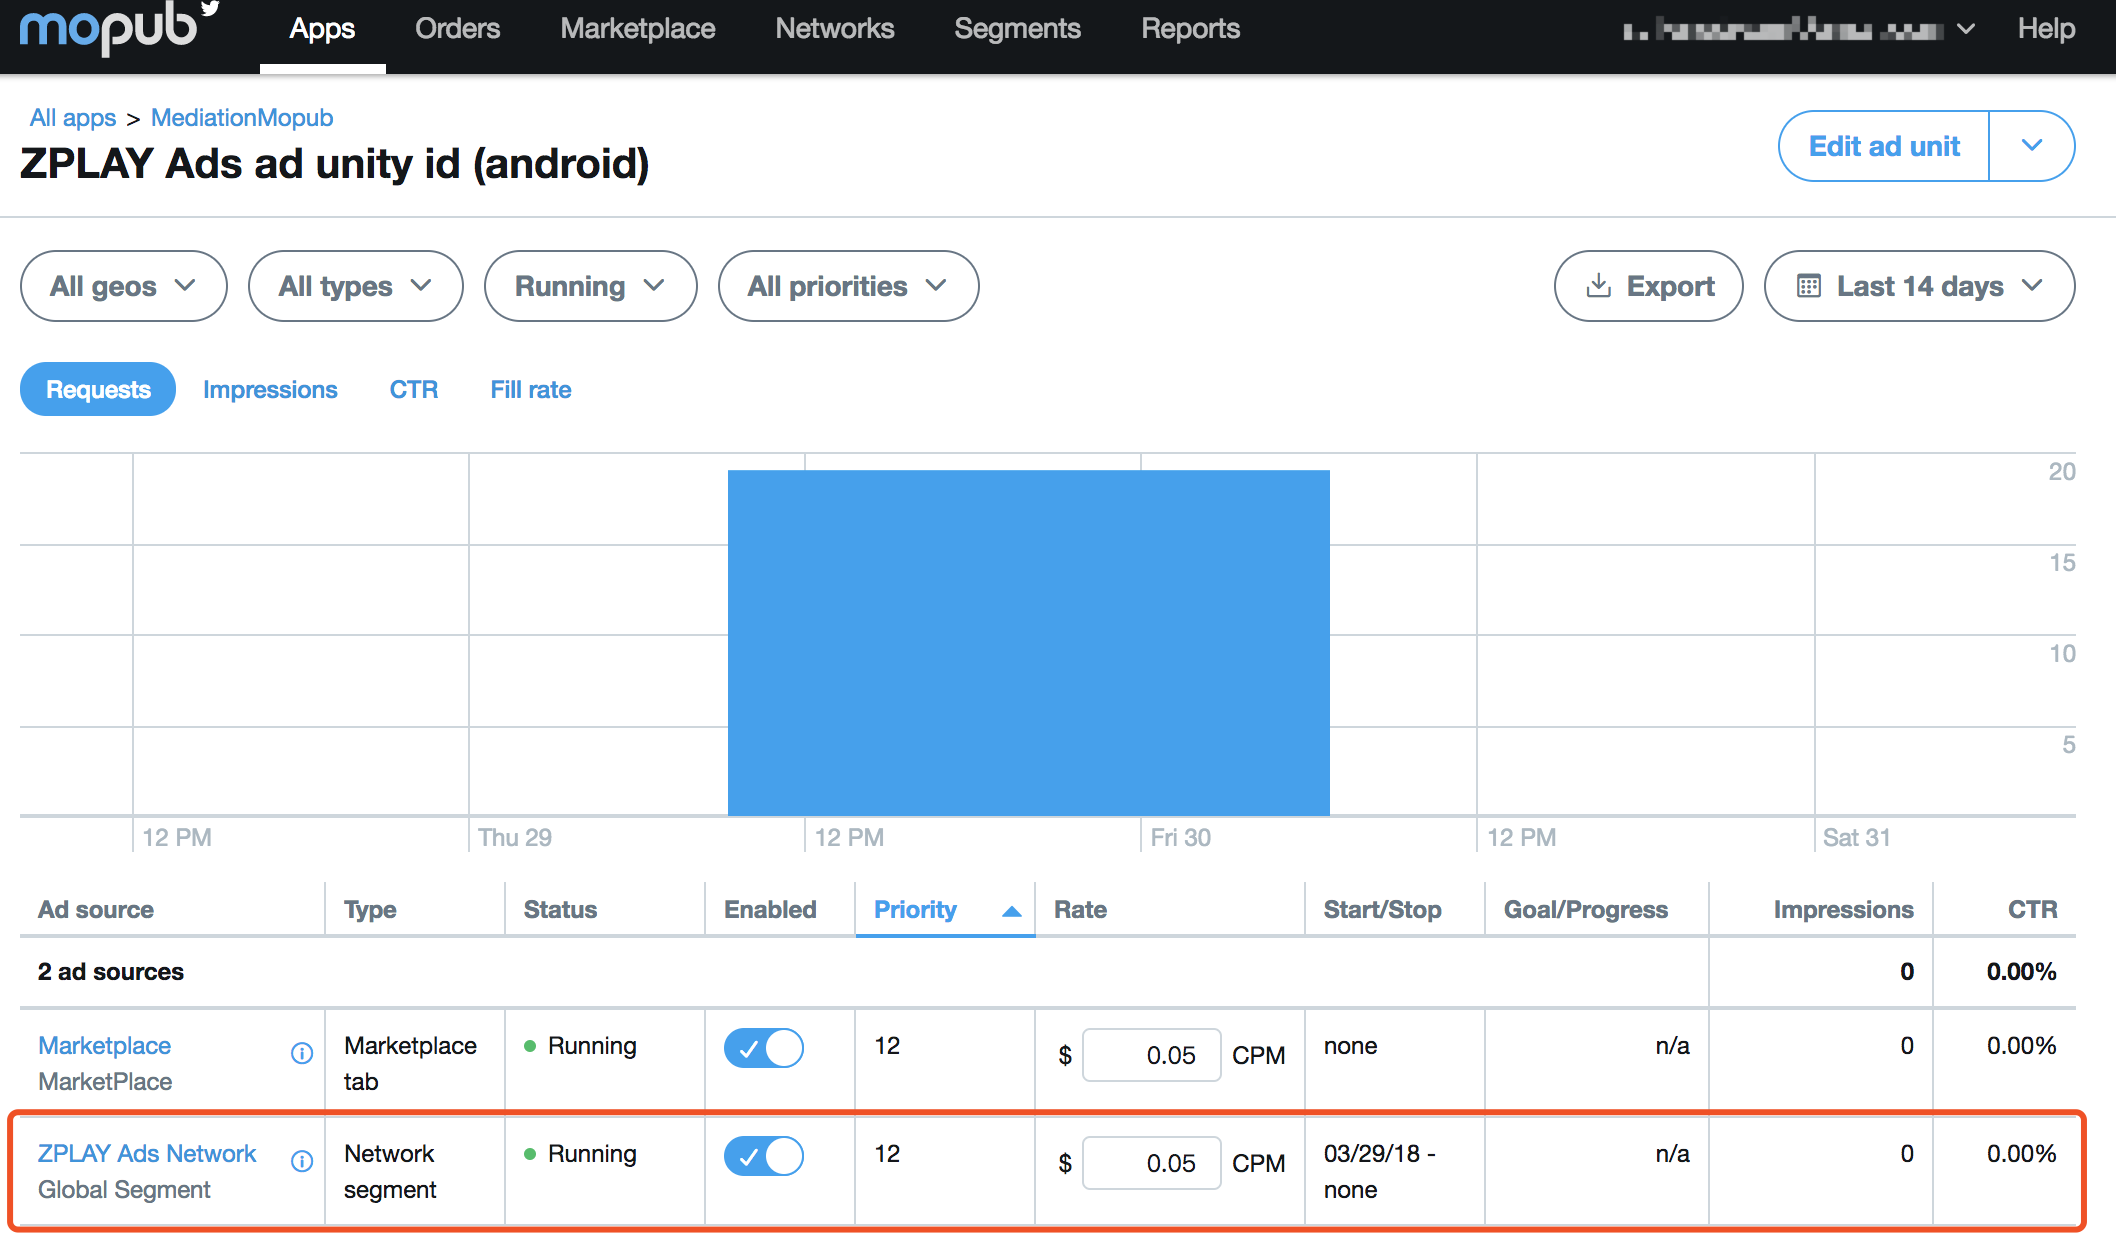 mopub Apps Orders Marketplace Networks Segments Reports Help
All apps > MediationMopub
ZPLAY Ads ad unity id (android)
Edit ad unit
All geos All types Running All priorities Export Last 14 days
Requests Impressions CTR Fill rate
20
15
10
5
12 PM Thu 29 12 PM Fri 30 12 PM Sat 31
Ad source Type Status Enabled Priority Rate Start/Stop Goal/Progress Impressions CTR
2 ad sources 0 0.00%
Marketplace Marketplace Running 12 $ 0.05 CPM none n/a 0 0.00%
MarketPlace tab
ZPLAY Ads Network Network Running 12 $ 0.05 CPM 03/29/18 - n/a 0 0.00%
Global Segment segment none